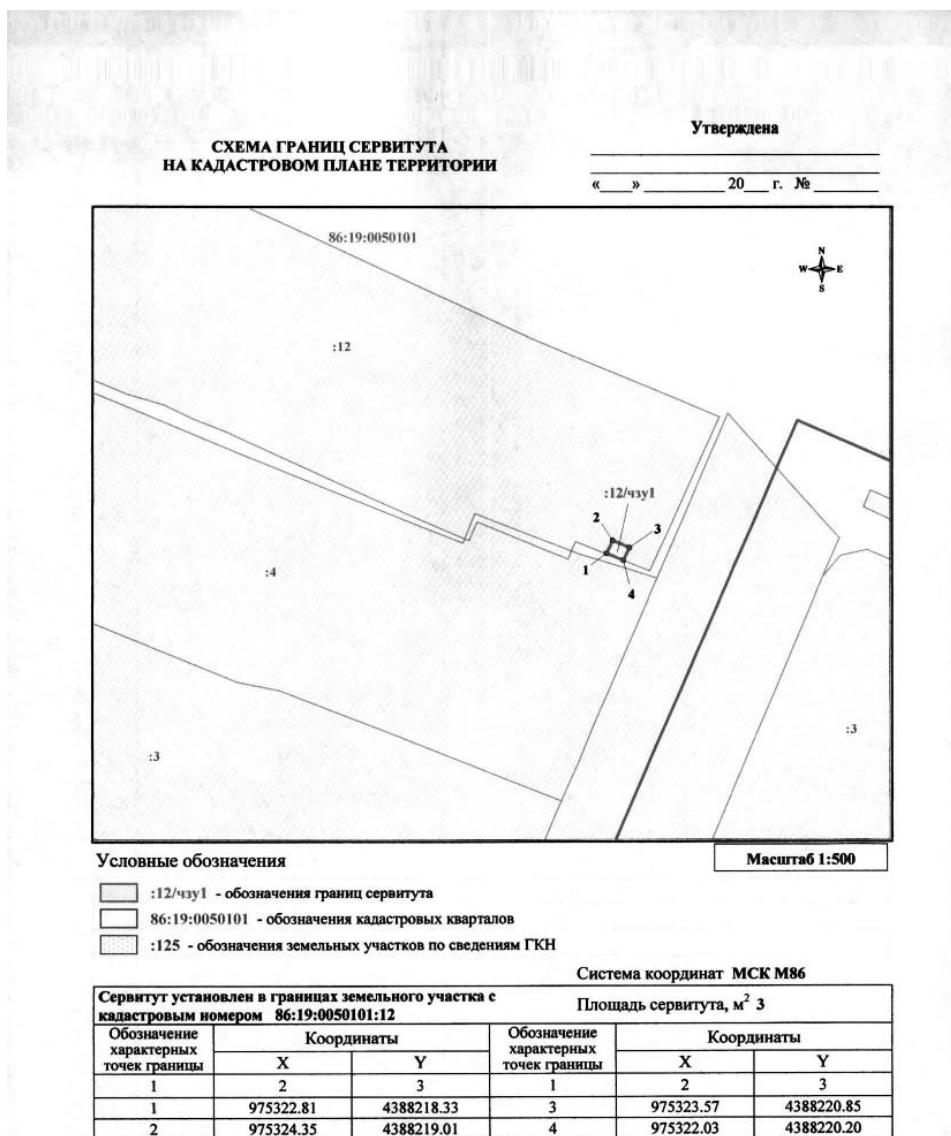 Утверждена
СХЕМА ГРАНИЦ СЕРВИТУТА
НА КАДАСТРОВОМ ПЛАНЕ ТЕРРИТОРИИ
«___»__________20___г. №________
86:19:0050101
N
W E
S
:12
:12/чзу1
2
3
1
4
:4
:3
:3
Условные обозначения
Масштаб 1:500
:12/чзу1 - обозначения границ сервитута
86:19:0050101 - обозначения кадастровых кварталов
:125 - обозначения земельных участков по сведениям ГКН
Система координат МСК М86
Сервитут установлен в границах земельного участка с
кадастровым номером 86:19:0050101:12
Площадь сервитута, м² 3
Обозначение
характерных
точек границы
Координаты
Обозначение
характерных
точек границы
Координаты
X Y X Y
1 2 3 1 2 3
1 975322.81 4388218.33 3 975323.57 4388220.85
2 975324.35 4388219.01 4 975322.03 4388220.20